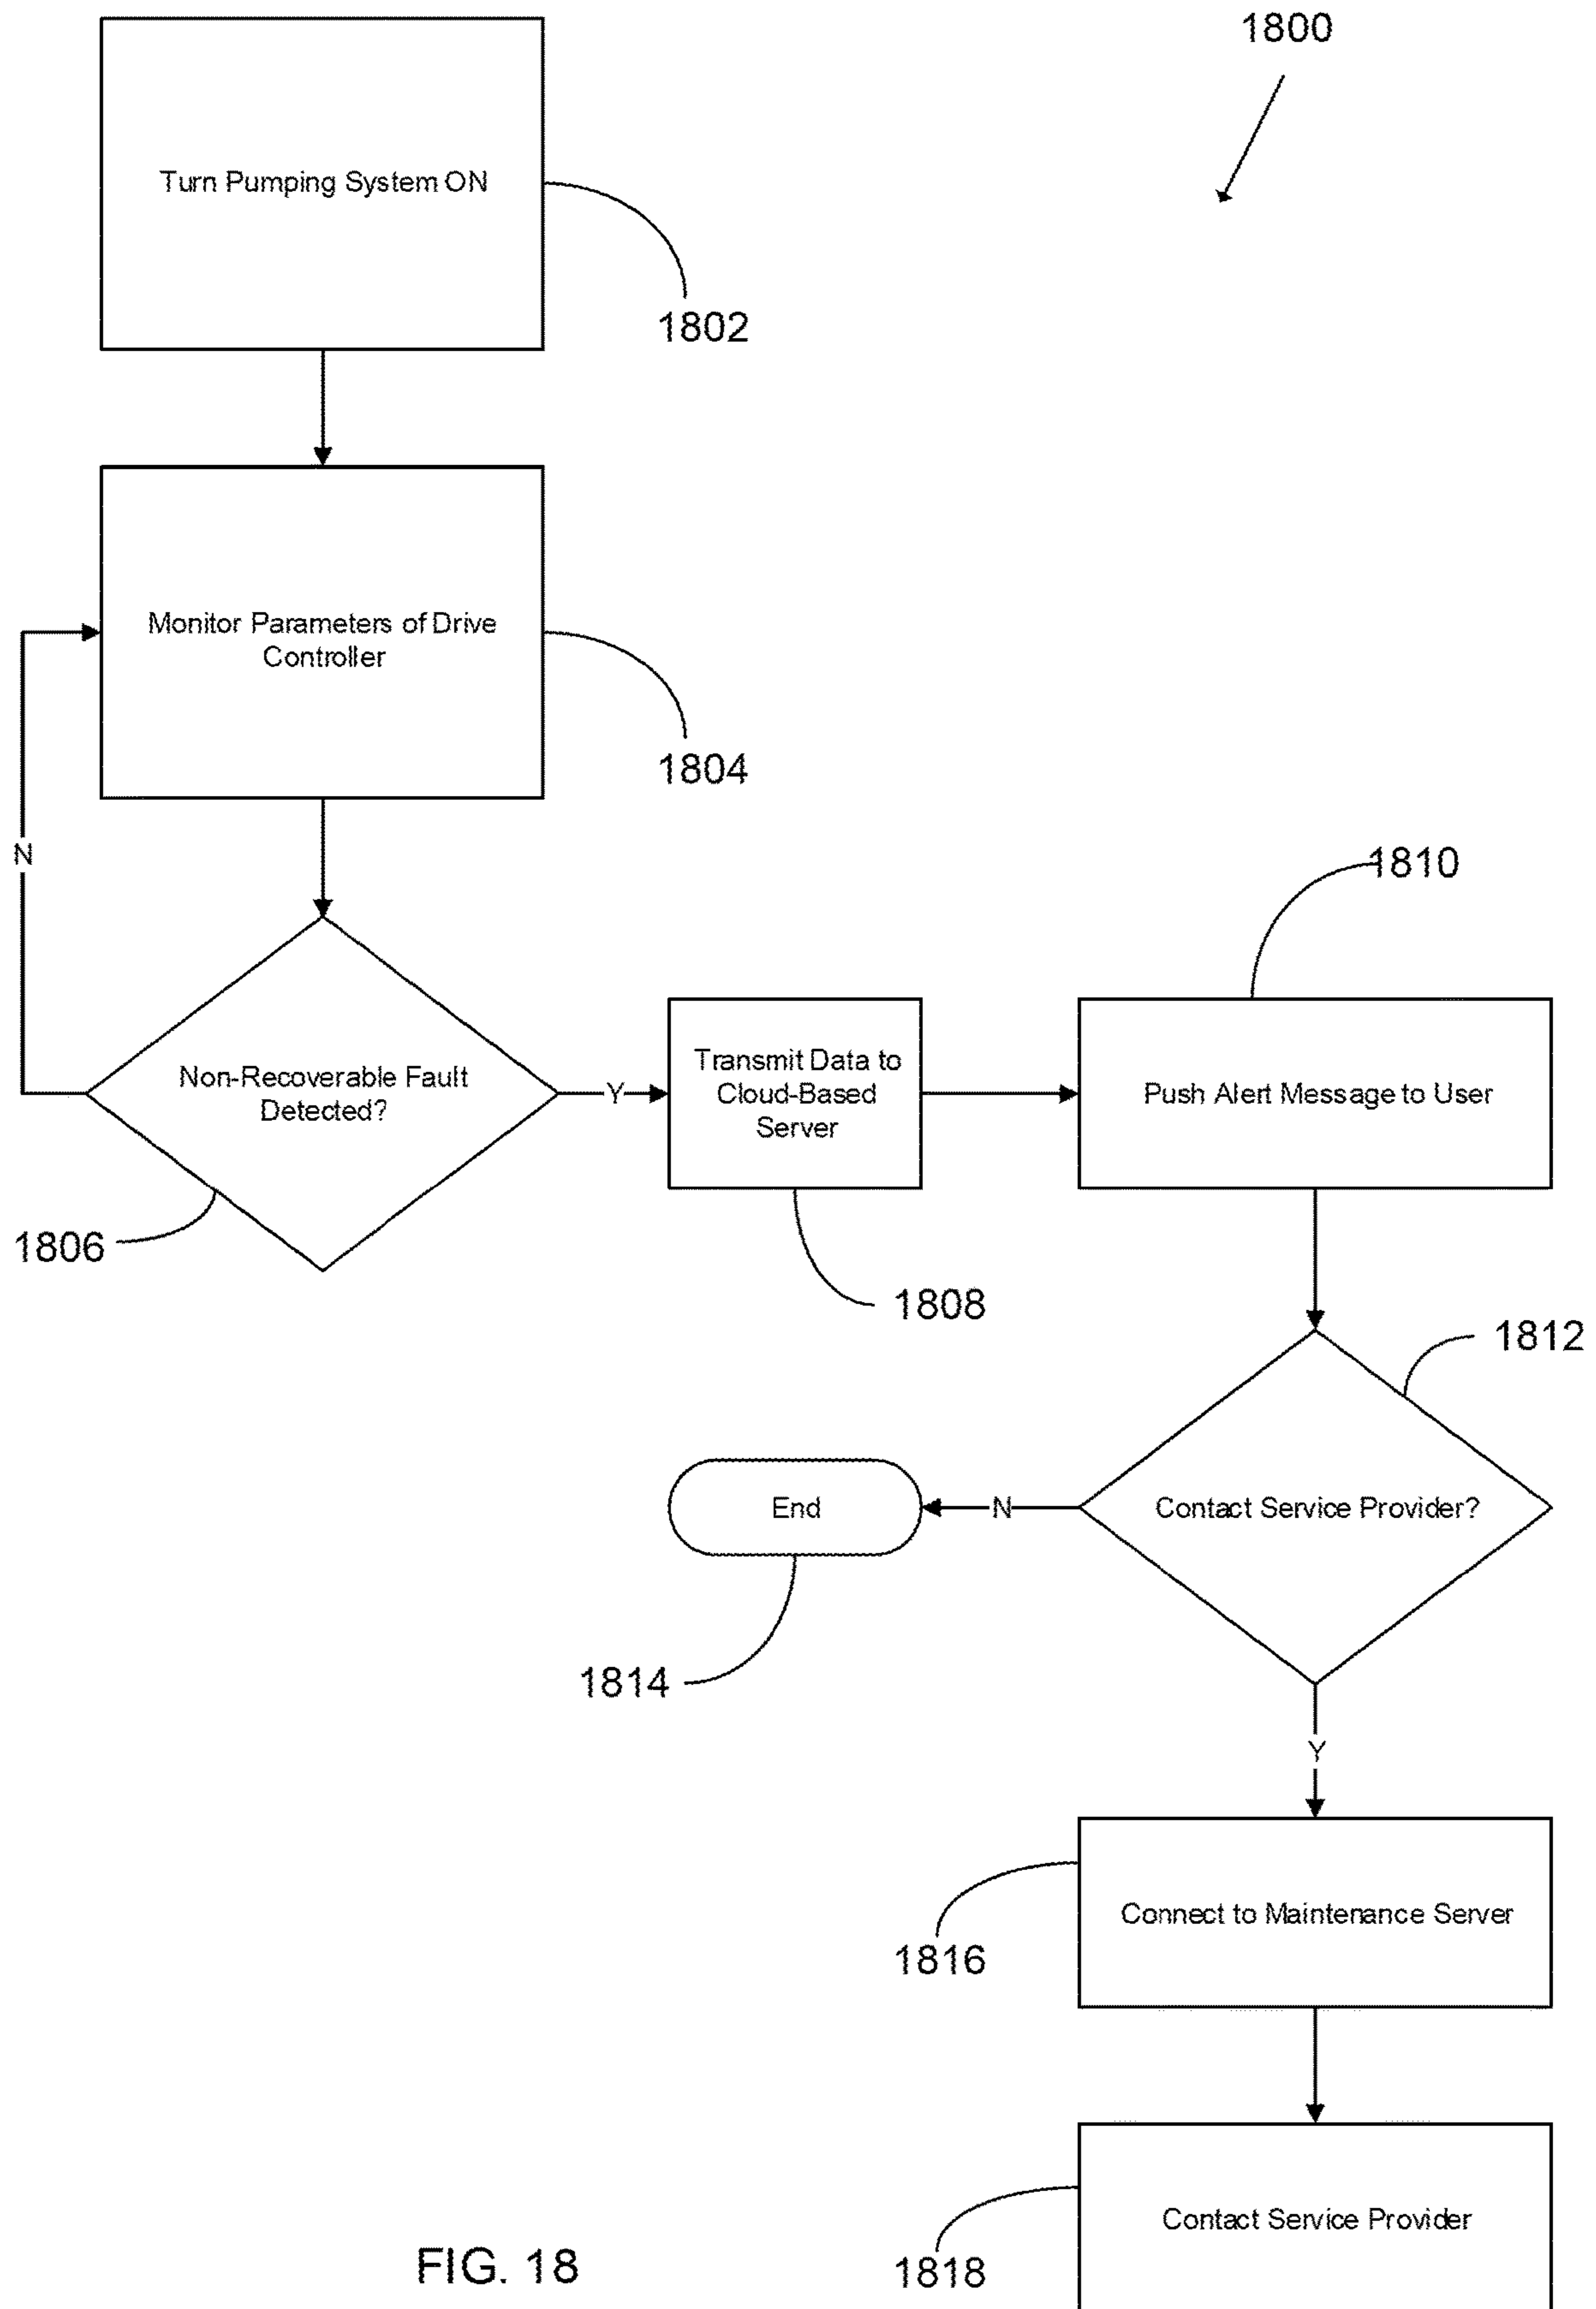 1800
Turn Pumping System ON
1802
Monitor Parameters of Drive
Controller
1804
N
1810
Non-Recoverable Fault
Detected?
Y
Transmit Data to
Cloud-Based
Server
Push Alert Message to User
1806
1808
1812
End
N
Contact Service Provider?
1814
Y
Connect to Maintenance Server
1816
Contact Service Provider
1818
FIG. 18